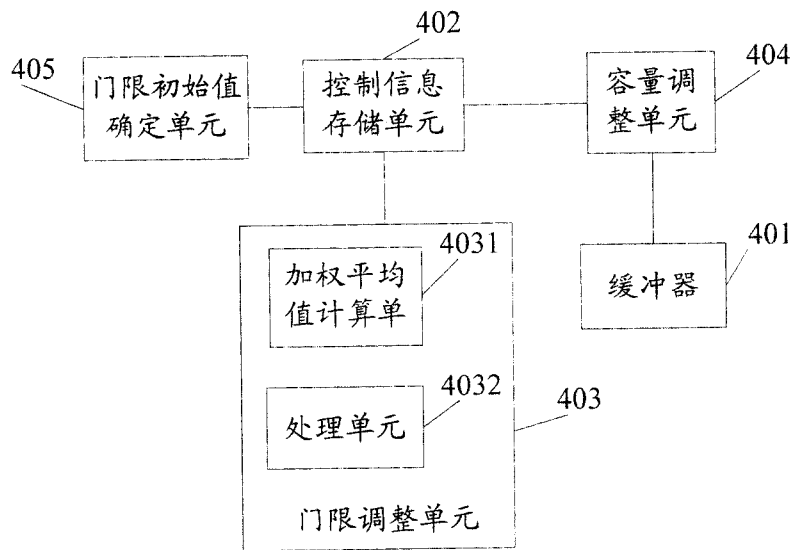 402
405
门限初始值
确定单元
控制信息
存储单元
容量调
整单元
404
4031
加权平均
值计算单
401
缓冲器
4032
处理单元
403
门限调整单元